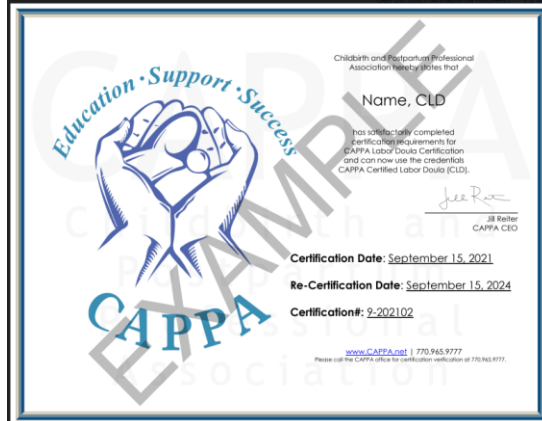 Education · Support · Success
CAPPA
Childbirth and Postpartum Professional
Association hereby states that
Name, CLD
has satisfactorily completed
certification requirements for
CAPPA Labor Doula Certification
and can now use the credentials
CAPPA Certified Labor Doula (CLD).
Jill Reiter
CAPPA CEO
Certification Date: September 15, 2021
Re-Certification Date: September 15, 2024
Certification#: 9-202102
www.CAPPA.net | 770.965.9777
Please call the CAPPA office for certification verification at 770.965.9777.
EXAMPLE
CAPPA
Childbirth and
Postpartum
Professional
Association